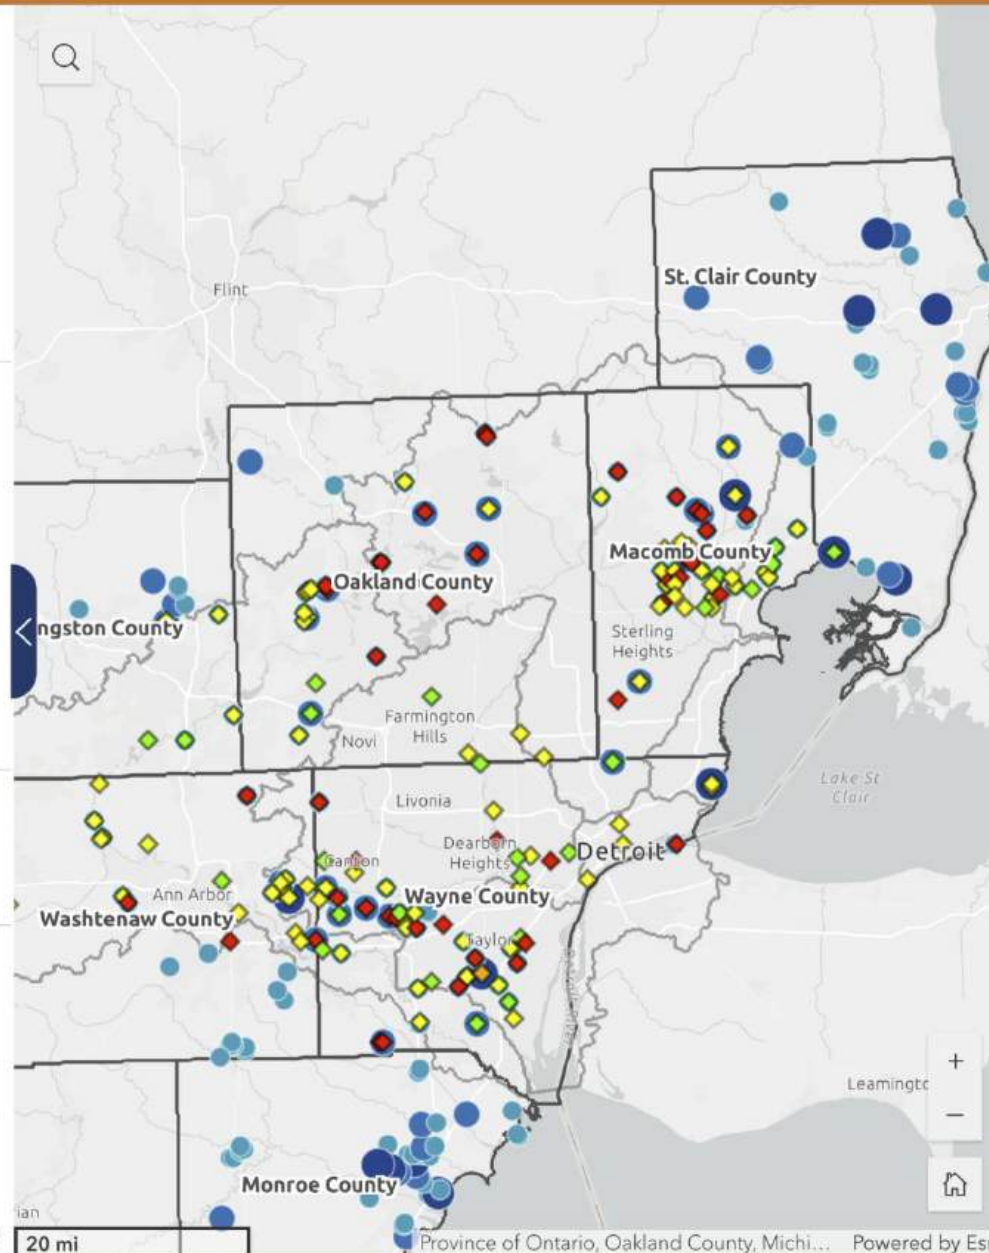 St. Clair County
Flint
Macomb County
Oakland County
ngston County
Sterling
Heights
Farmington
Hills
Novi
Lake St
Clair
Livonia
Dearborn
Heights
Detroit
Canton
Ann Arbor
Wayne County
Washtenaw County
Taylor
+
Leamingto
−
Monroe County
ian
20 mi
Province of Ontario, Oakland County, Michi... Powered by Esr